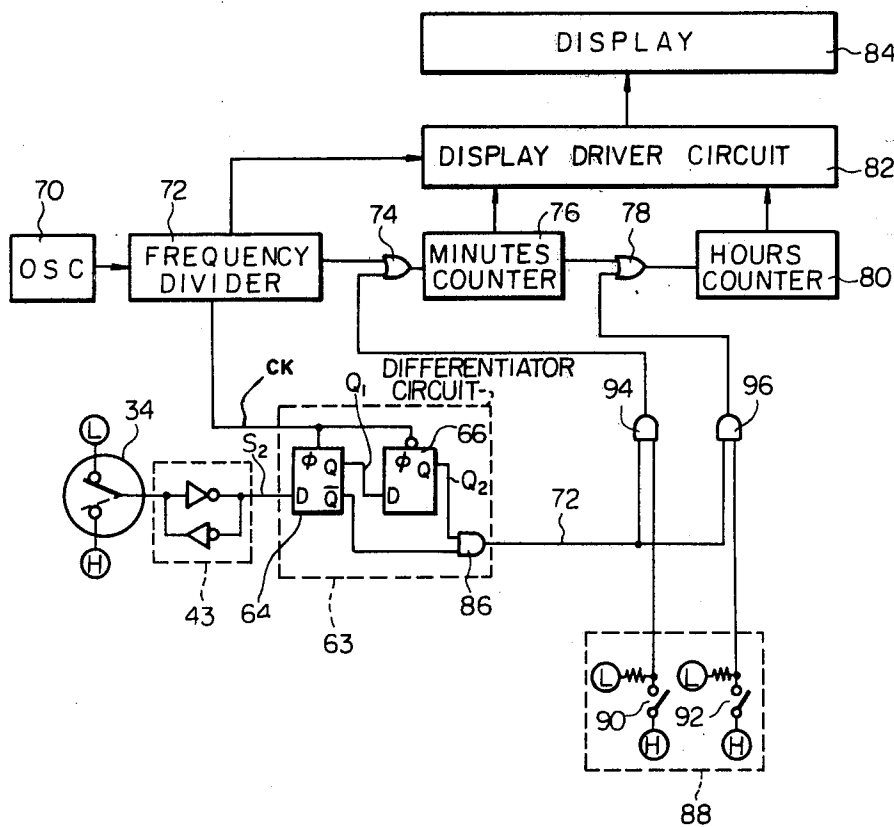 DISPLAY
84
DISPLAY DRIVER CIRCUIT
82
70
72
74
76
78
OSC
FREQUENCY
DIVIDER
MINUTES
COUNTER
HOURS
COUNTER
80
CK
DIFFERENTIATOR
CIRCUIT
Q1
94
96
34
L
S2
66
Φ
Q
Φ
Q
Q2
D
Q̅
D
72
H
43
64
63
86
L
L
90
92
H
H
88